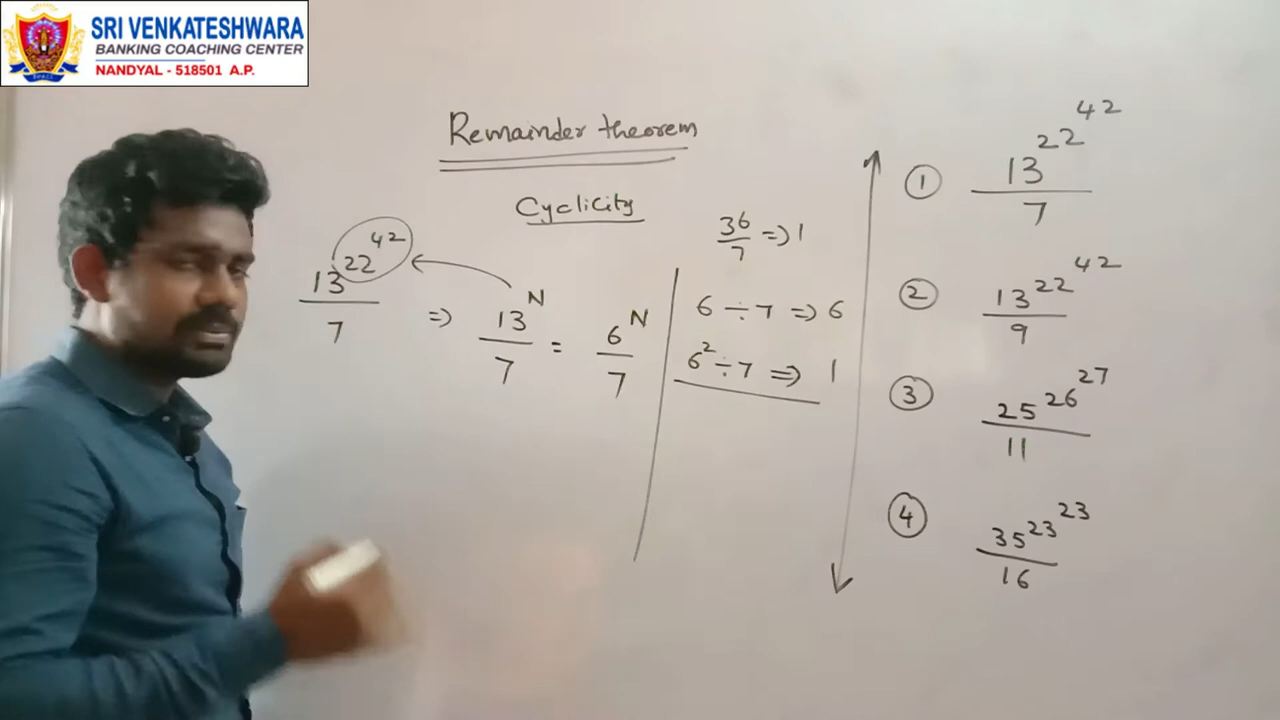 SRI VENKATESHWARA
BANKING COACHING CENTER
NANDYAL - 518501 A.P.
Remainder theorem
Cyclicity
13^22^42 / 7 => 13^N / 7 = 6^N / 7
36/7 => 1
6 ÷ 7 => 6
6^2 ÷ 7 => 1
① 13^22^42 / 7
② 13^22^42 / 9
③ 25^26^27 / 11
④ 35^23^23 / 16